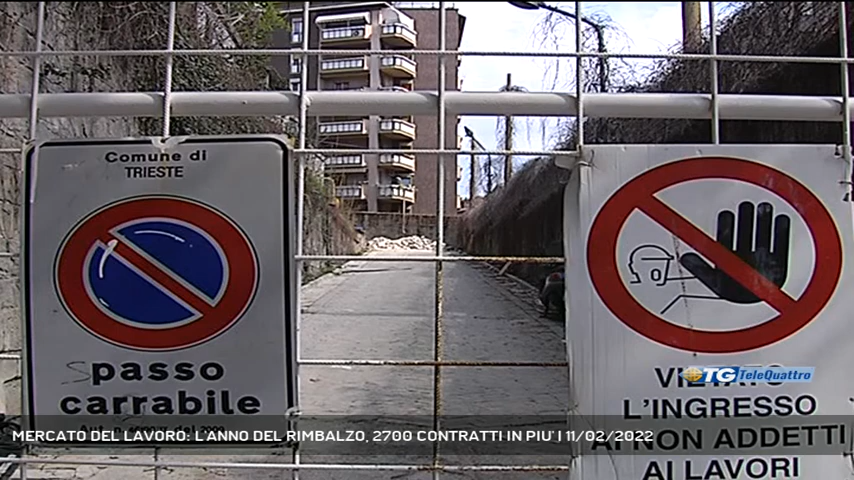 Comune di
TRIESTE
Spasso
carrabile
VIETATO
L'INGRESSO
AI NON ADDETTI
AI LAVORI
TG TeleQuattro
MERCATO DEL LAVORO: L'ANNO DEL RIMBALZO, 2700 CONTRATTI IN PIU' | 11/02/2022